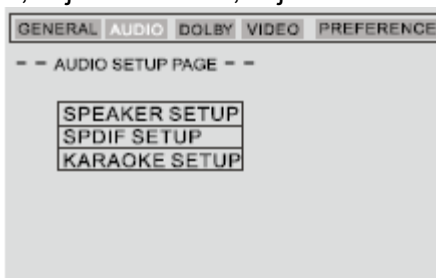 GENERAL AUDIO DOLBY VIDEO PREFERENCE
- - AUDIO SETUP PAGE - -
SPEAKER SETUP
SPDIF SETUP
KARAOKE SETUP